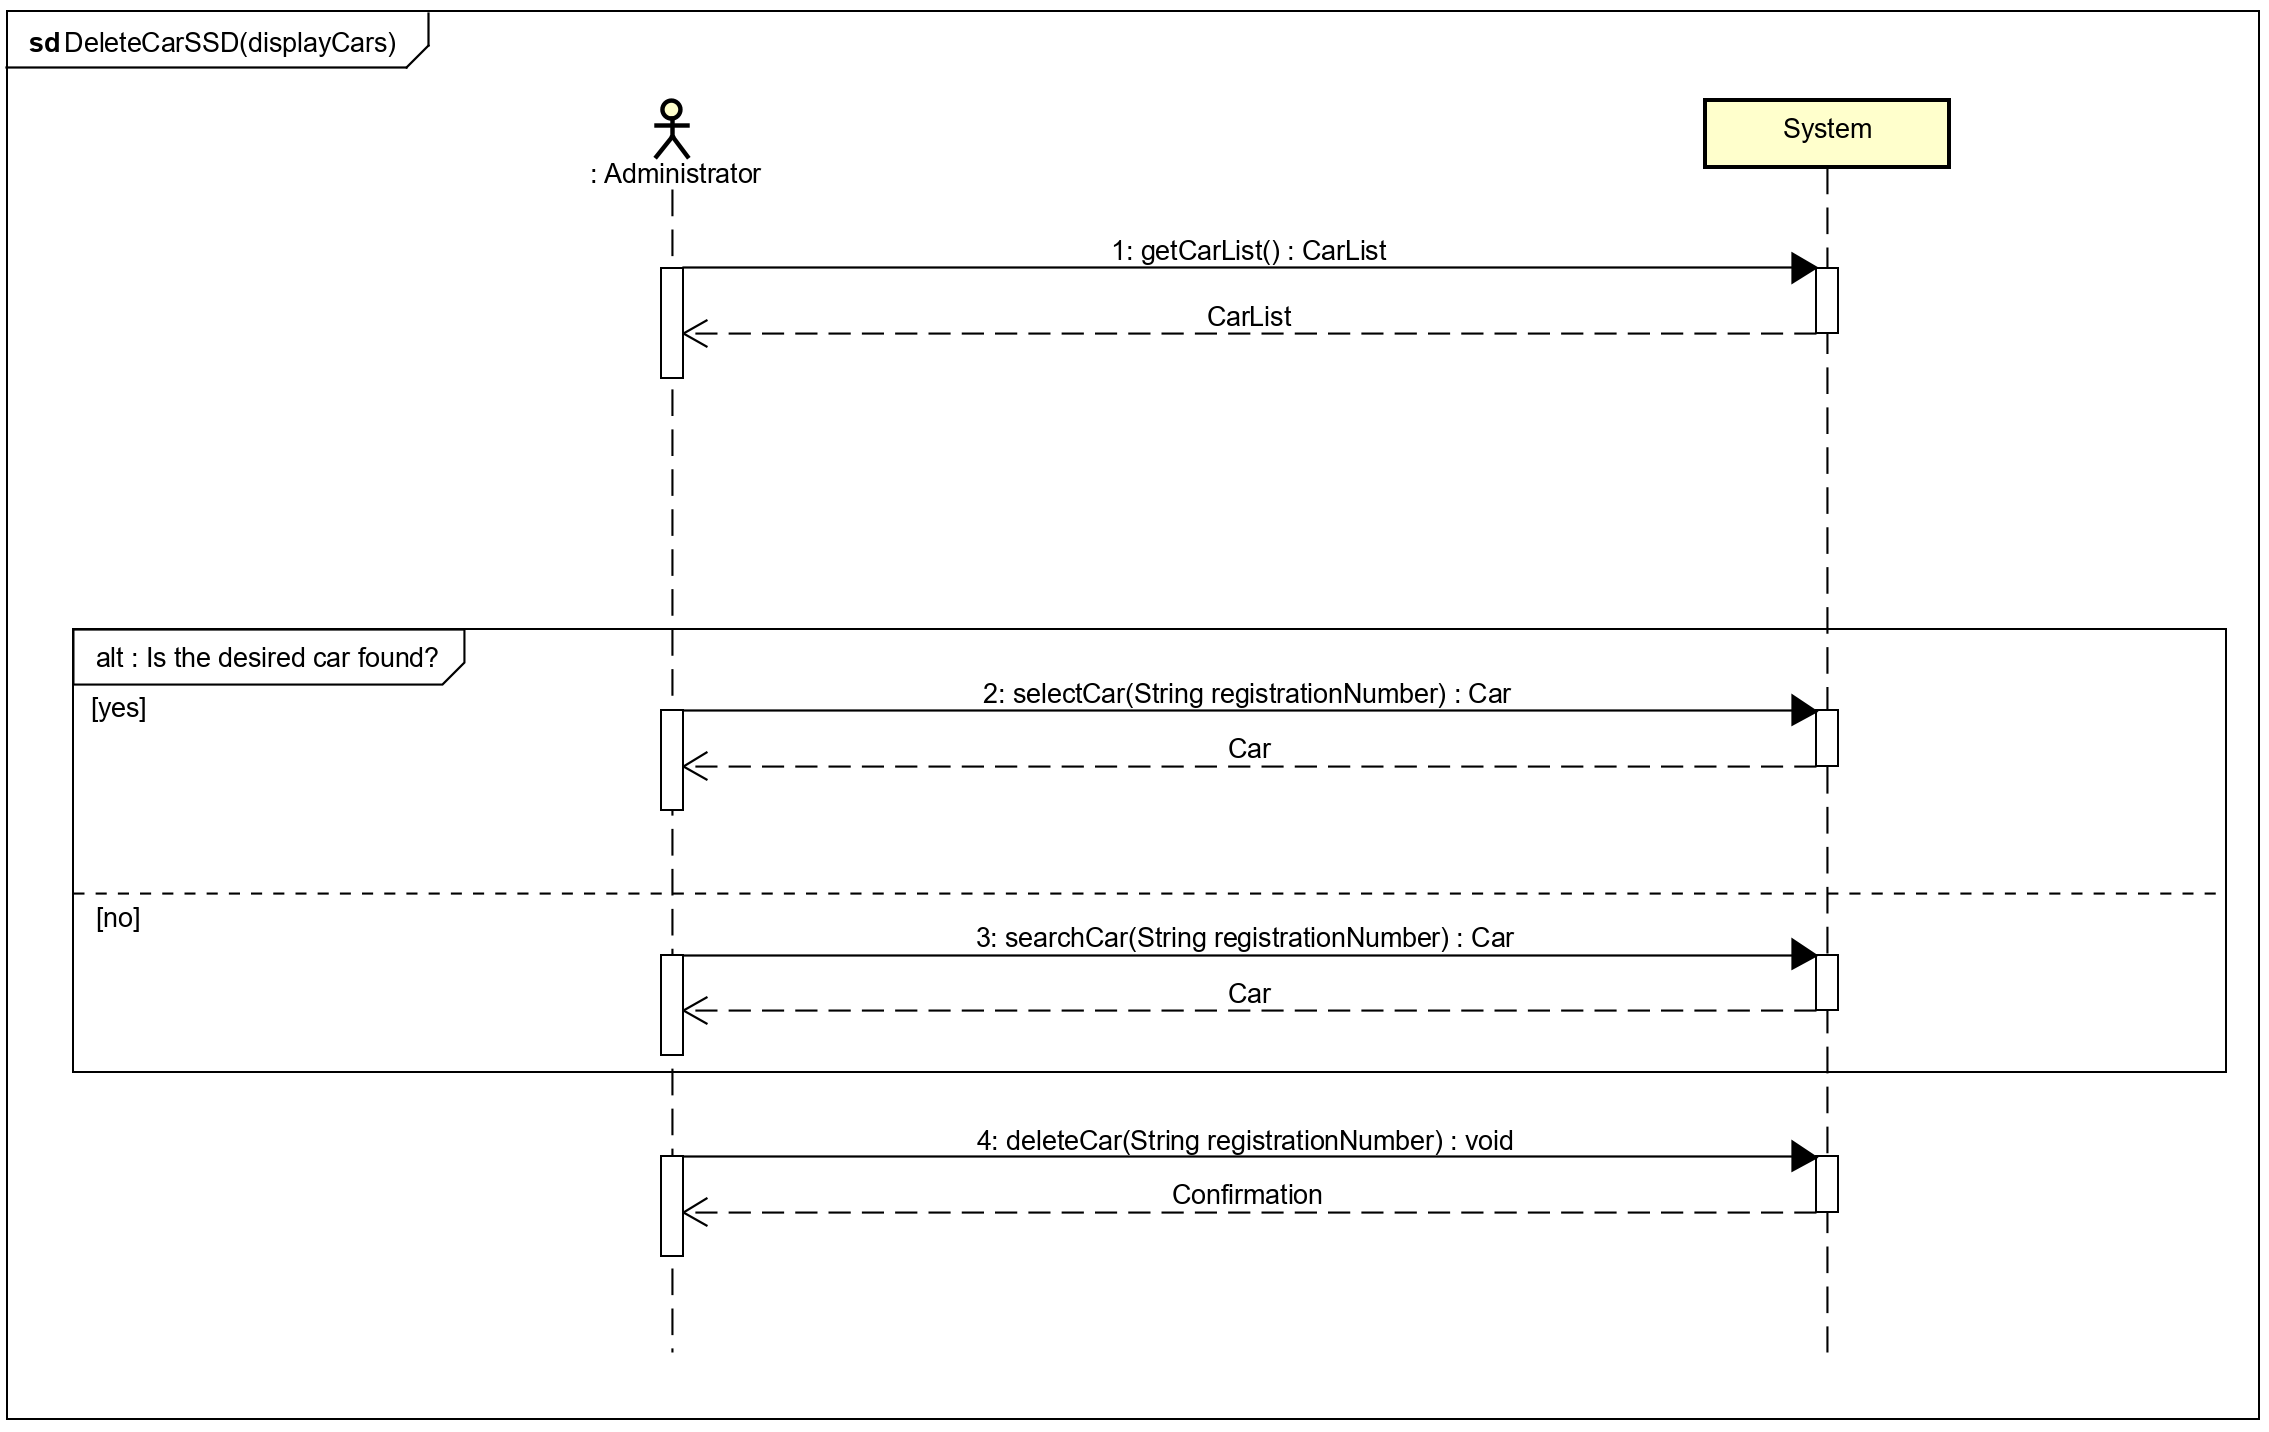 sd DeleteCarSSD(displayCars)
: Administrator
System
1: getCarList() : CarList
CarList
alt : Is the desired car found?
[yes]
2: selectCar(String registrationNumber) : Car
Car
[no]
3: searchCar(String registrationNumber) : Car
Car
4: deleteCar(String registrationNumber) : void
Confirmation